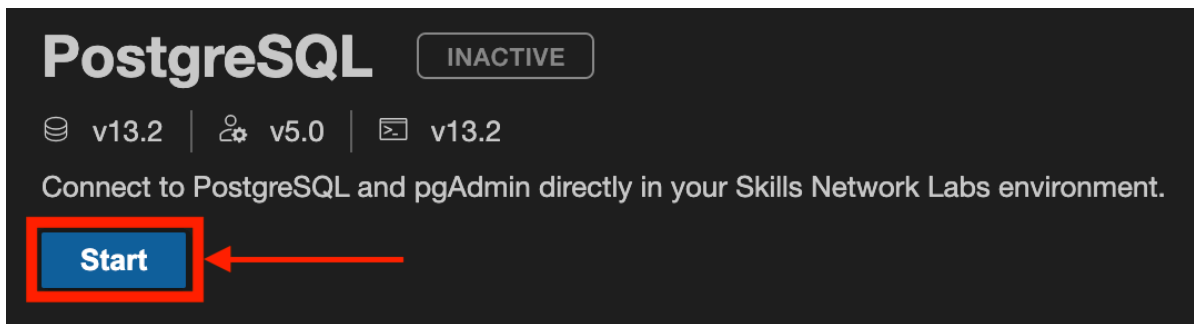 PostgreSQL INACTIVE
v13.2 v5.0 v13.2
Connect to PostgreSQL and pgAdmin directly in your Skills Network Labs environment.
Start